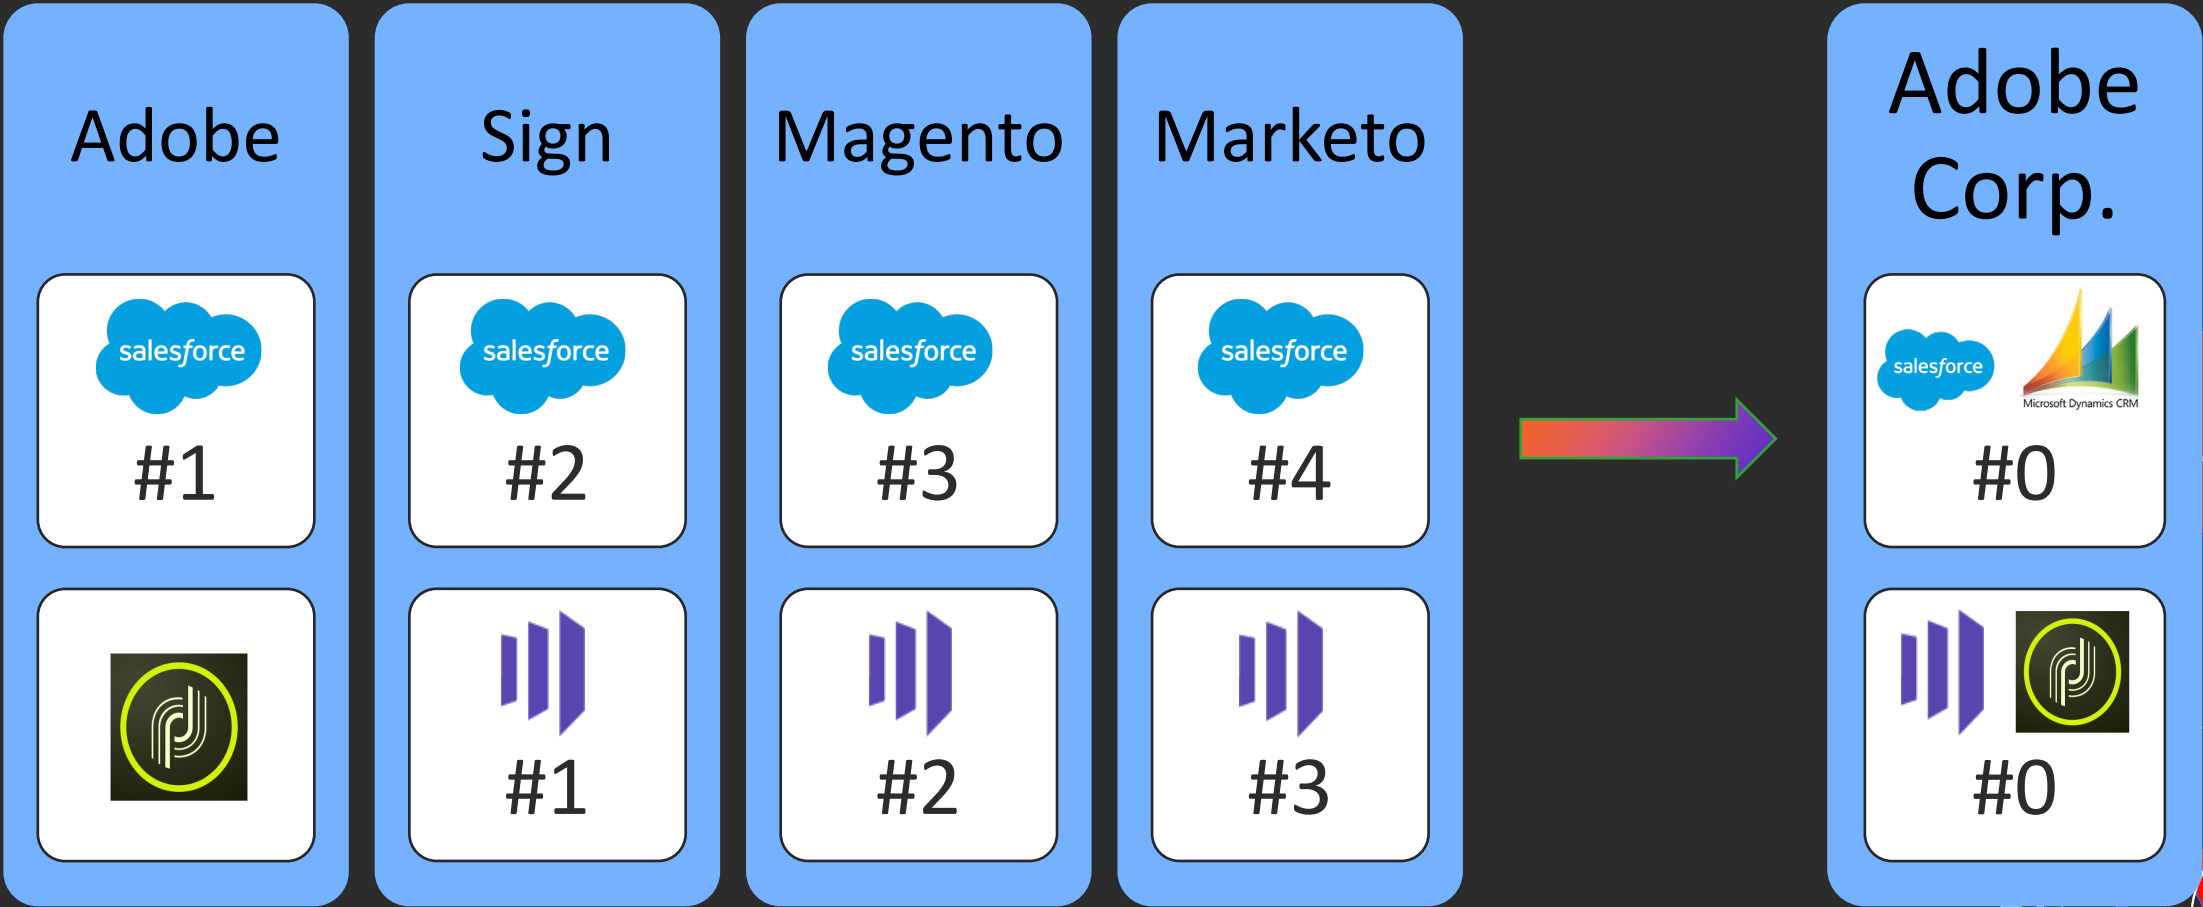 Adobe
Sign
Magento
Marketo
Adobe
Corp.
salesforce
#1
salesforce
#2
salesforce
#3
salesforce
#4
salesforce
Microsoft Dynamics CRM
#0
#1
#2
#3
#0